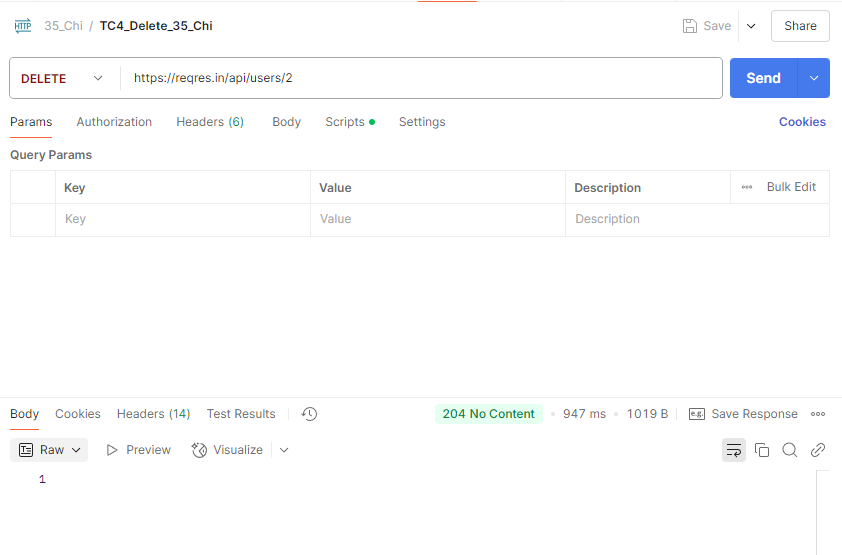 HTTP 35_Chi / TC4_Delete_35_Chi Save Share
DELETE https://reqres.in/api/users/2 Send
Params Authorization Headers (6) Body Scripts Settings Cookies
Query Params
Key Value Description Bulk Edit
Key Value Description
Body Cookies Headers (14) Test Results 204 No Content 947 ms 1019 B e.g. Save Response
Raw Preview Visualize
1